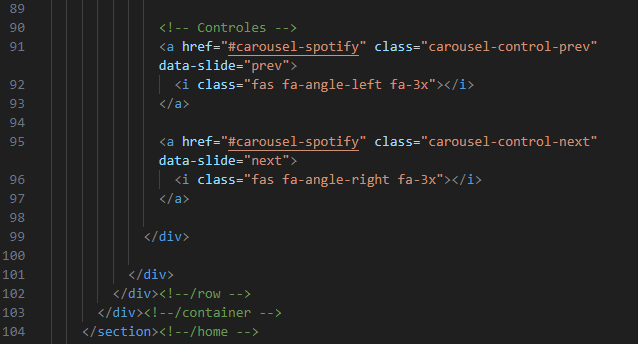 89
90 <!-- Controles -->
91 <a href="#carousel-spotify" class="carousel-control-prev"
data-slide="prev">
92 <i class="fas fa-angle-left fa-3x"></i>
93 </a>
94
95 <a href="#carousel-spotify" class="carousel-control-next"
data-slide="next">
96 <i class="fas fa-angle-right fa-3x"></i>
97 </a>
98
99 </div>
100
101 </div>
102 </div><!--/row -->
103 </div><!--/container -->
104 </section><!--/home -->